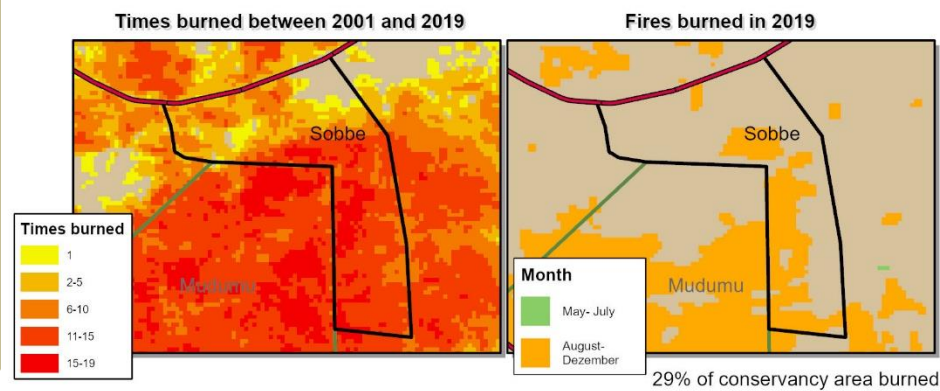 Times burned between 2001 and 2019
Sobbe
Mudumu
Times burned
1
2-5
6-10
11-15
15-19
Fires burned in 2019
Sobbe
Mudumu
Month
May- July
August-
Dezember
29% of conservancy area burned